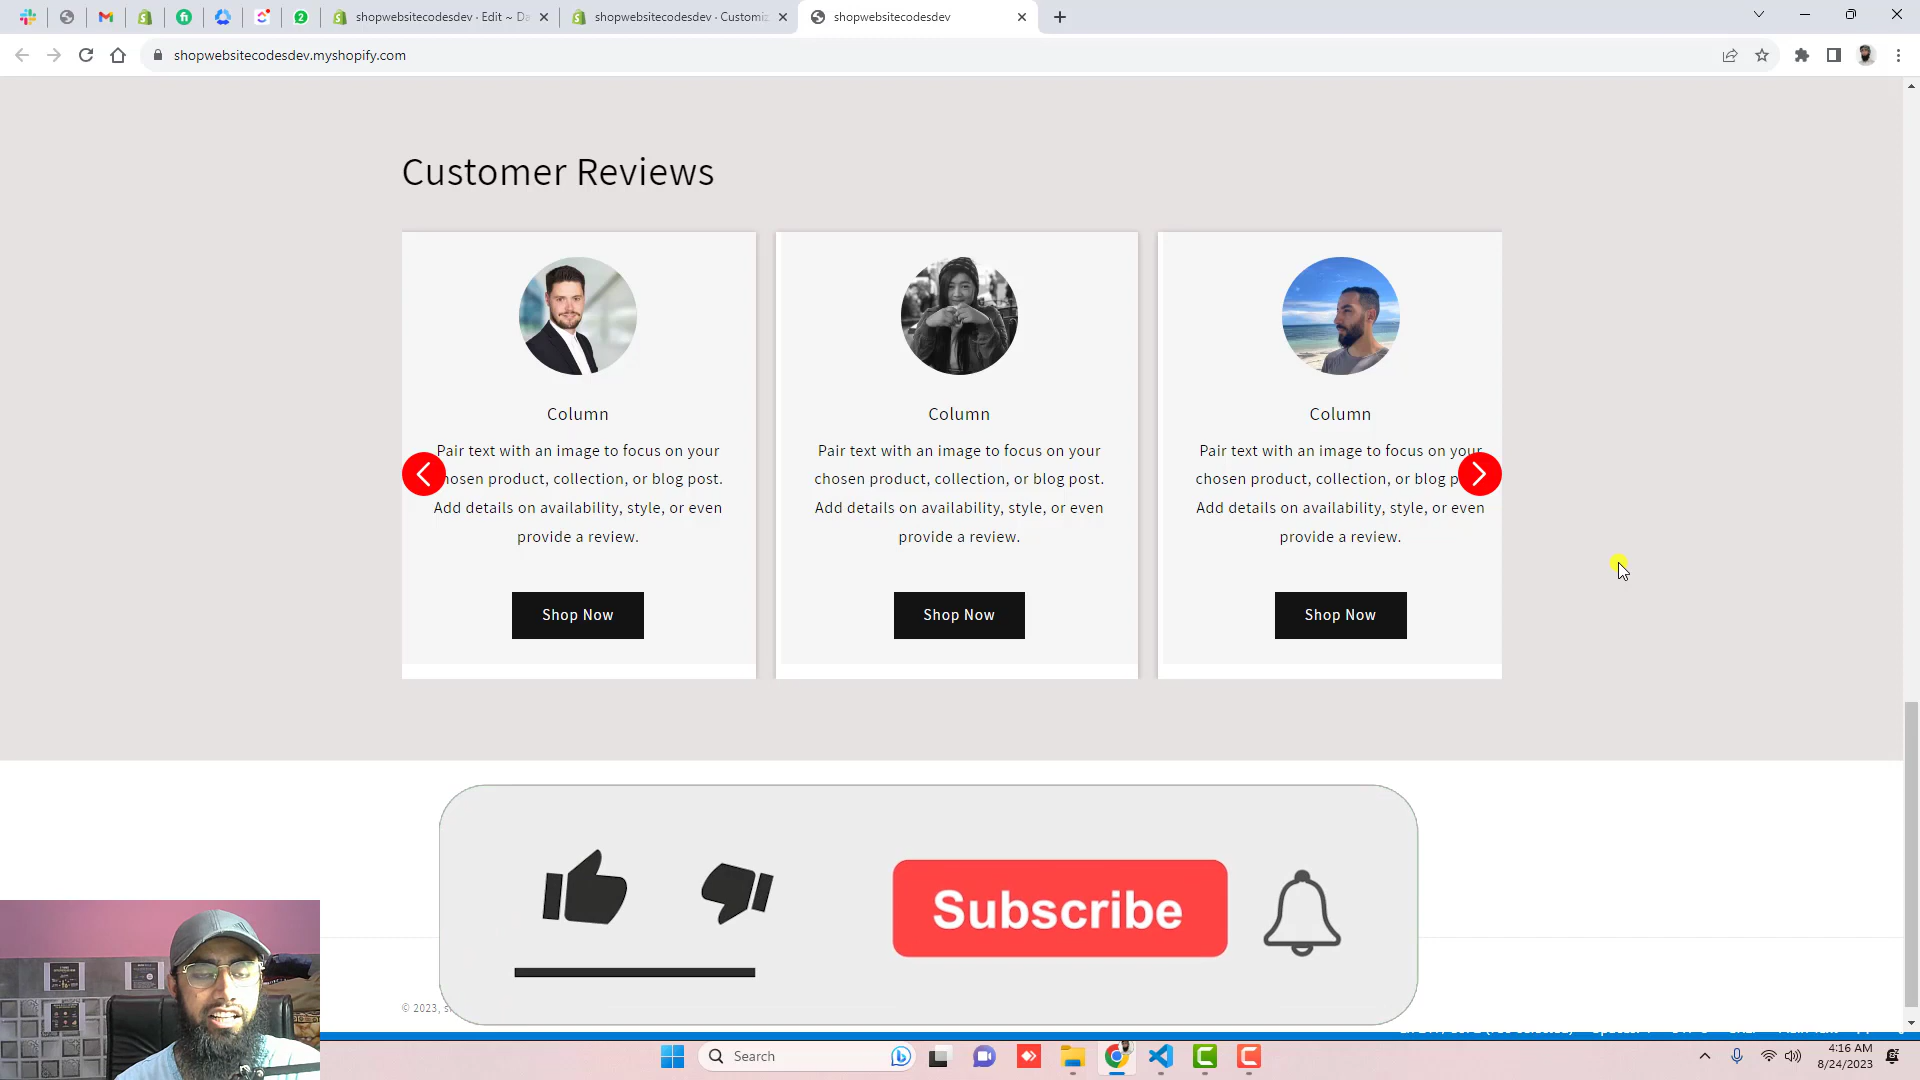 shopwebsitecodesdev · Edit ~ Da
shopwebsitecodesdev · Customiz
shopwebsitecodesdev
shopwebsitecodesdev.myshopify.com
Customer Reviews
Column
Pair text with an image to focus on your
hosen product, collection, or blog post.
Add details on availability, style, or even
provide a review.
Shop Now
Column
Pair text with an image to focus on your
chosen product, collection, or blog post.
Add details on availability, style, or even
provide a review.
Shop Now
Column
Pair text with an image to focus on your
chosen product, collection, or blog p
Add details on availability, style, or even
provide a review.
Shop Now
Subscribe
© 2023, s
Search
4:16 AM
8/24/2023